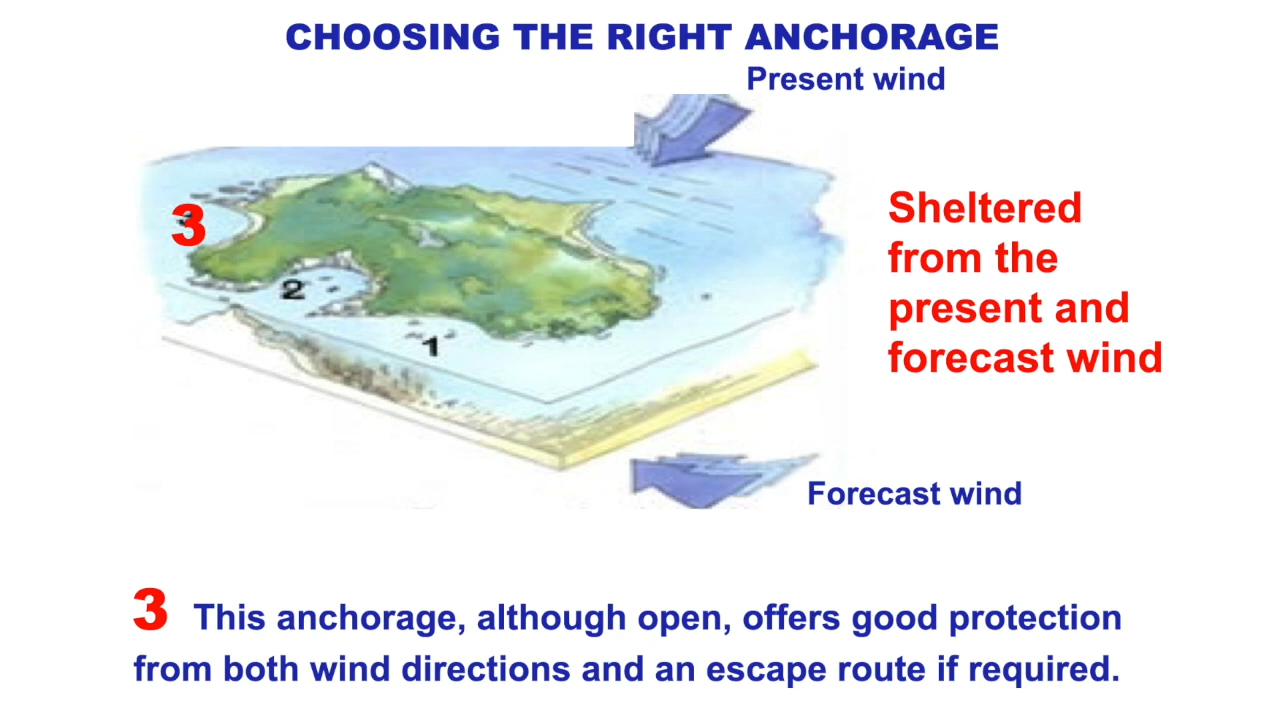 CHOOSING THE RIGHT ANCHORAGE
Present wind
3
Sheltered
from the
present and
forecast wind
2
1
Forecast wind
3 This anchorage, although open, offers good protection
from both wind directions and an escape route if required.